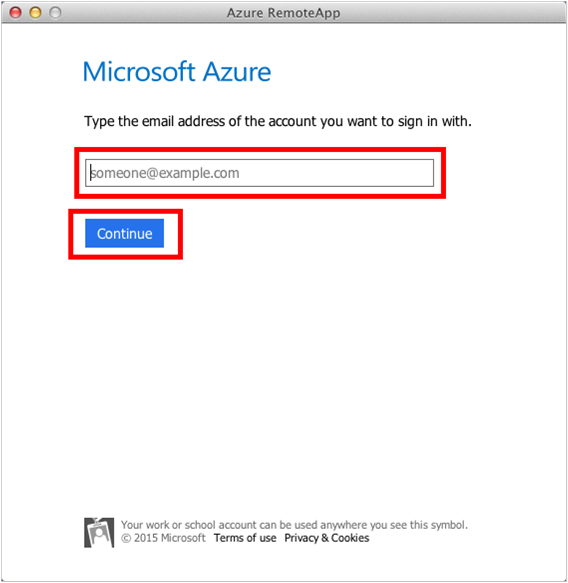 Azure RemoteApp
Microsoft Azure
Type the email address of the account you want to sign in with.
someone@example.com
Continue
Your work or school account can be used anywhere you see this symbol.
© 2015 Microsoft Terms of use Privacy & Cookies